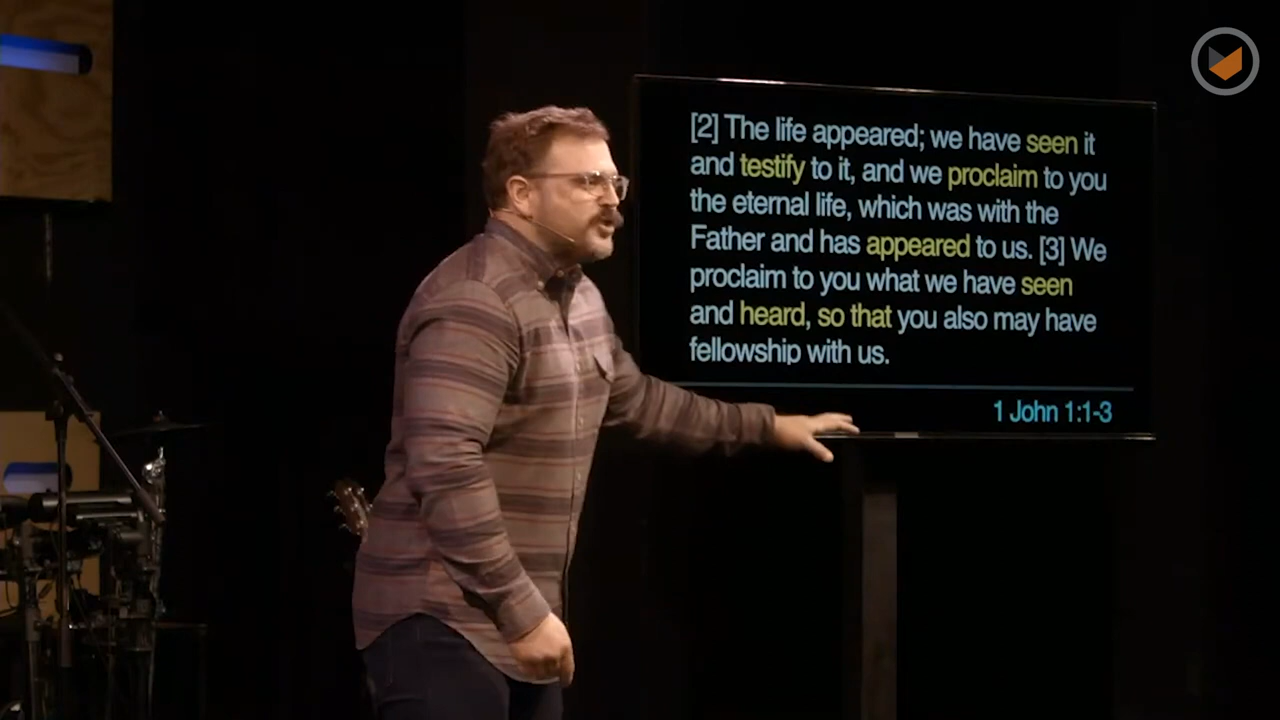 [2] The life appeared; we have seen it
and testify to it, and we proclaim to you
the eternal life, which was with the
Father and has appeared to us. [3] We
proclaim to you what we have seen
and heard, so that you also may have
fellowship with us.
1 John 1:1-3